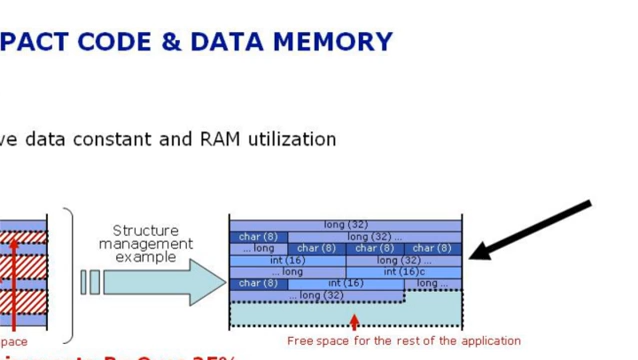 PACT CODE & DATA MEMORY
ve data constant and RAM utilization
Structure
management
example
long (32)
char (8) long (32) ...
... long char (8) char (8) char (8)
int (16) long (32) ...
... long int (16)c
char (8) int (16) long ...
... long (32)
pace
Free space for the rest of the application